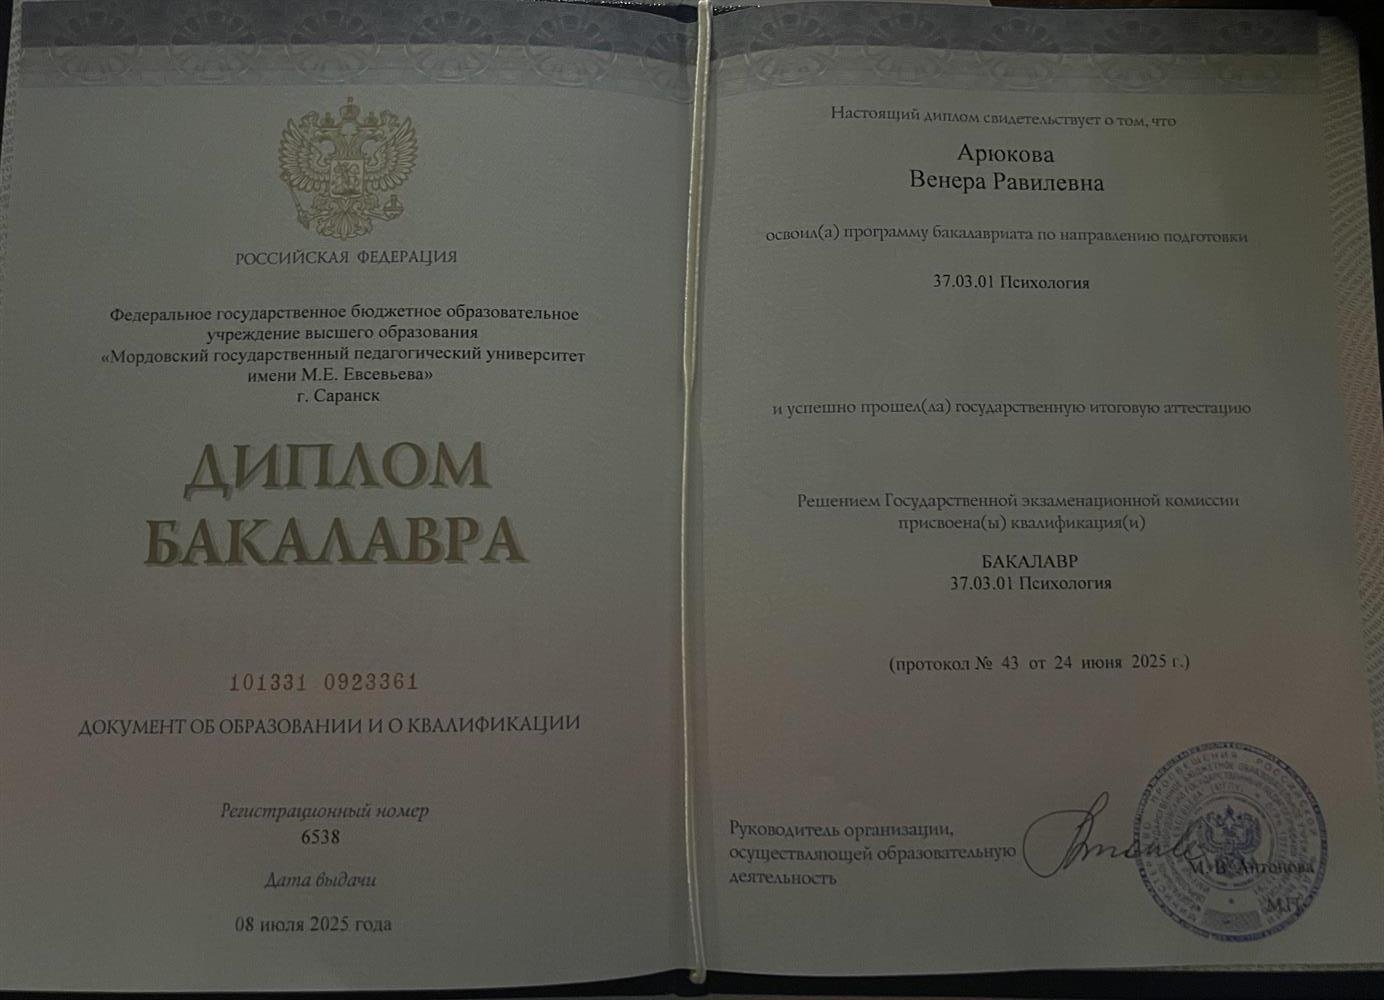 РОССИЙСКАЯ ФЕДЕРАЦИЯ
Федеральное государственное бюджетное образовательное
учреждение высшего образования
«Мордовский государственный педагогический университет
имени М.Е. Евсевьева»
г. Саранск
ДИПЛОМ
БАКАЛАВРА
101331 0923361
ДОКУМЕНТ ОБ ОБРАЗОВАНИИ И О КВАЛИФИКАЦИИ
Регистрационный номер
6538
Дата выдачи
08 июля 2025 года
Настоящий диплом свидетельствует о том, что
Арюкова
Венера Равилевна
освоил(а) программу бакалавриата по направлению подготовки
37.03.01 Психология
и успешно прошел(ла) государственную итоговую аттестацию
Решением Государственной экзаменационной комиссии
присвоена(ы) квалификация(и)
БАКАЛАВР
37.03.01 Психология
(протокол № 43 от 24 июня 2025 г.)
Руководитель организации,
осуществляющей образовательную
деятельность
М. В. Антонова
М.П.